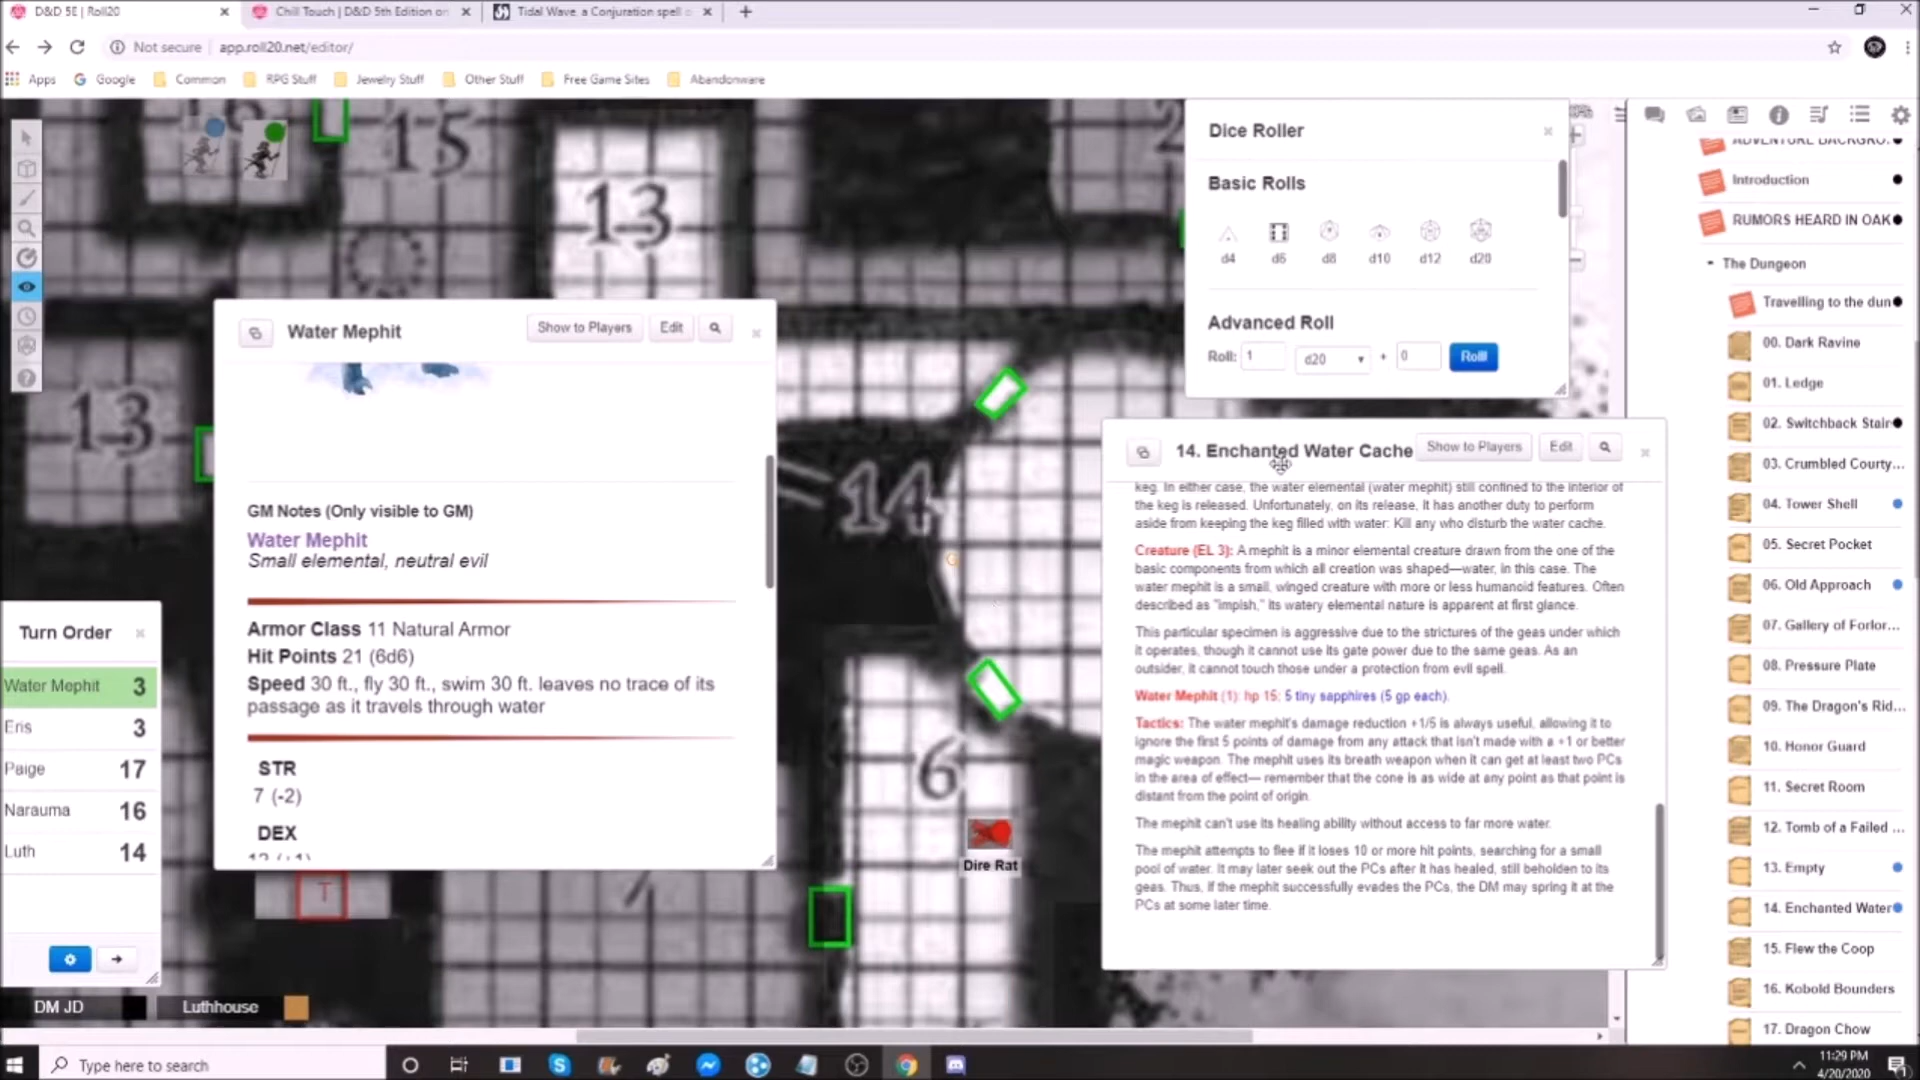 D&D 5E | Roll20
Chill Touch | D&D 5th Edition on
Tidal Wave, a Conjuration spell
Not secure
app.roll20.net/editor/
Apps
Google
Common
RPG Stuff
Jewelry Stuff
Other Stuff
Free Game Sites
Abandonware
15
13
13
14
6
Dire Rat
T
Dice Roller
Basic Rolls
d4
d6
d8
d10
d12
d20
Advanced Roll
Roll: 1
d20
+
0
Roll!
Water Mephit
Show to Players
Edit
GM Notes (Only visible to GM)
Water Mephit
Small elemental, neutral evil
Armor Class 11 Natural Armor
Hit Points 21 (6d6)
Speed 30 ft., fly 30 ft., swim 30 ft. leaves no trace of its
passage as it travels through water
STR
7 (-2)
DEX
Turn Order
Water Mephit 3
Eris 3
Paige 17
Narauma 16
Luth 14
DM JD
Luthhouse
14. Enchanted Water Cache
Show to Players
Edit
keg. In either case, the water elemental (water mephit) still confined to the interior of
the keg is released. Unfortunately, on its release, it has another duty to perform
aside from keeping the keg filled with water: Kill any who disturb the water cache.
Creature (EL 3): A mephit is a minor elemental creature drawn from the one of the
basic components from which all creation was shaped—water, in this case. The
water mephit is a small, winged creature with more or less humanoid features. Often
described as "impish," its watery elemental nature is apparent at first glance.
This particular specimen is aggressive due to the strictures of the geas under which
it operates, though it cannot use its gate power due to the same geas. As an
outsider, it cannot touch those under a protection from evil spell.
Water Mephit (1): hp 15; 5 tiny sapphires (5 gp each).
Tactics: The water mephit's damage reduction +1/5 is always useful, allowing it to
ignore the first 5 points of damage from any attack that isn't made with a +1 or better
magic weapon. The mephit uses its breath weapon when it can get at least two PCs
in the area of effect— remember that the cone is as wide at any point as that point is
distant from the point of origin.
The mephit can't use its healing ability without access to far more water.
The mephit attempts to flee if it loses 10 or more hit points, searching for a small
pool of water. It may later seek out the PCs after it has healed, still beholden to its
geas. Thus, if the mephit successfully evades the PCs, the DM may spring it at the
PCs at some later time.
ADVENTURE BACKGRO.
Introduction
RUMORS HEARD IN OAK
The Dungeon
Travelling to the dun
00. Dark Ravine
01. Ledge
02. Switchback Stair
03. Crumbled Courty...
04. Tower Shell
05. Secret Pocket
06. Old Approach
07. Gallery of Forlor...
08. Pressure Plate
09. The Dragon's Rid...
10. Honor Guard
11. Secret Room
12. Tomb of a Failed ...
13. Empty
14. Enchanted Water
15. Flew the Coop
16. Kobold Bounders
17. Dragon Chow
Type here to search
11:29 PM
4/20/2020